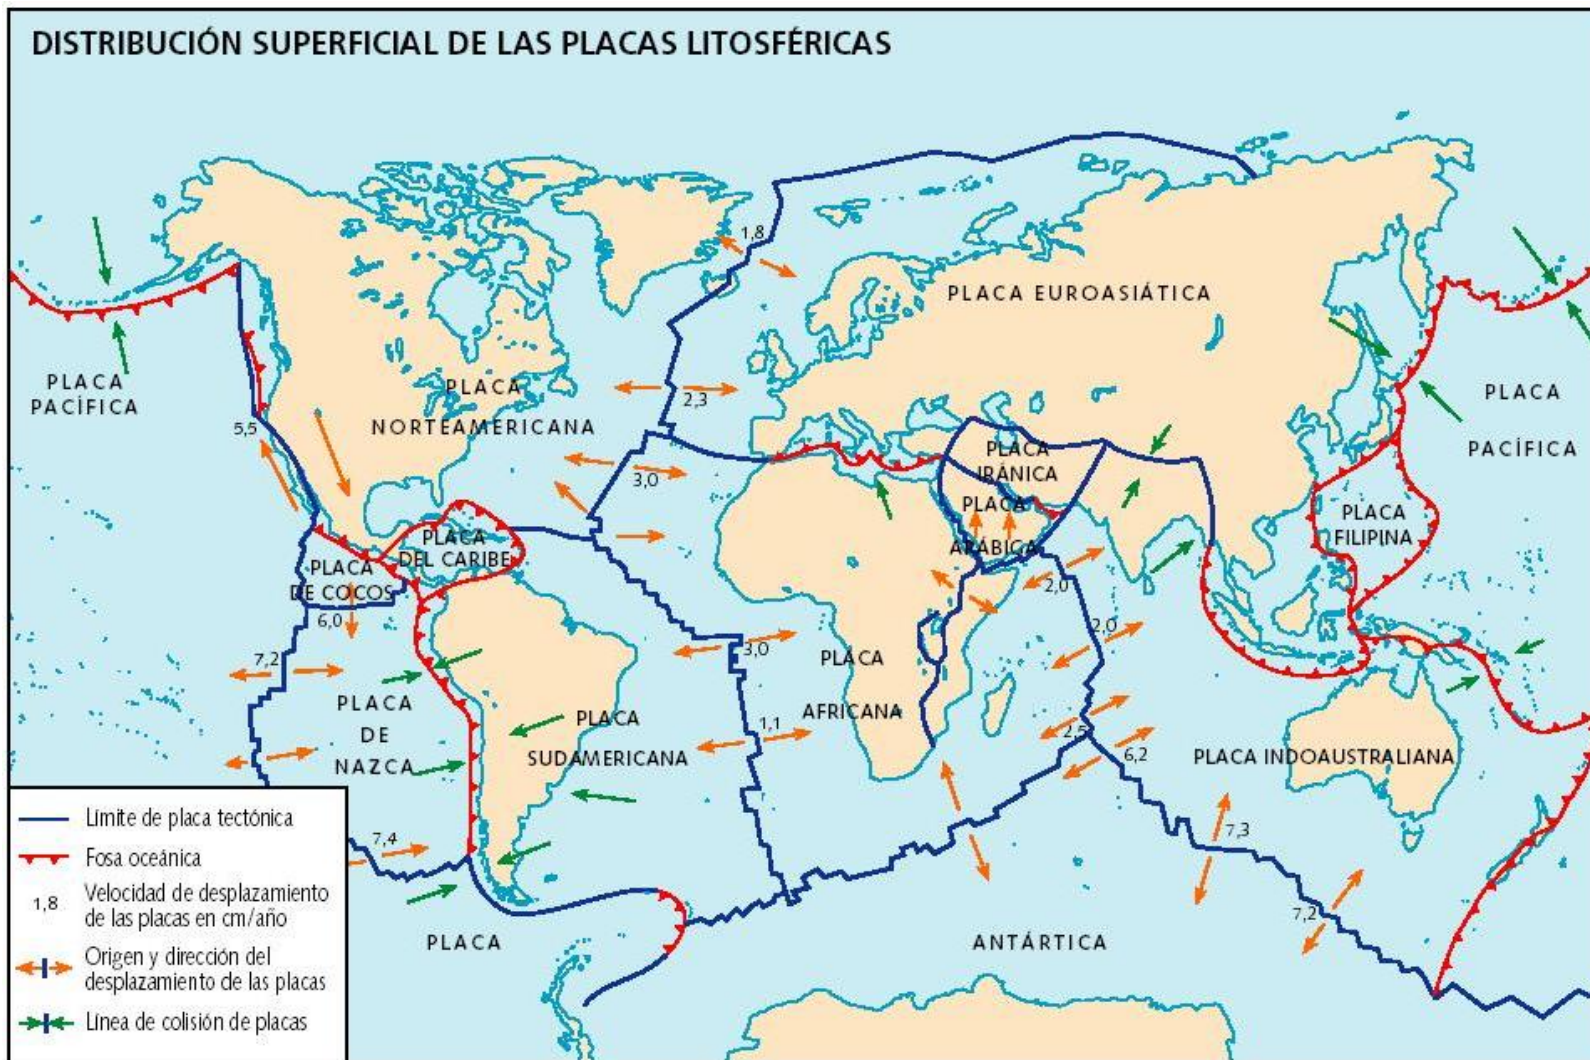 DISTRIBUCIÓN SUPERFICIAL DE LAS PLACAS LITOSFÉRICAS
1,8
PLACA EUROASIÁTICA
PLACA
PACÍFICA
PLACA
NORTEAMERICANA
2,3
5,5
3,0
PLACA
PACÍFICA
PLACA
IRÁNICA
PLACA
ARÁBICA
PLACA
FILIPINA
PLACA
DEL CARIBE
PLACA
DE COCOS
6,0
2,0
2,0
7,2
3,0
PLACA
AFRICANA
PLACA
DE
NAZCA
PLACA
SUDAMERICANA
1,1
2,5
6,2
PLACA INDOAUSTRALIANA
7,4
7,3
7,2
PLACA
ANTÁRTICA
Límite de placa tectónica
Fosa oceánica
1,8
Velocidad de desplazamiento
de las placas en cm/año
Origen y dirección del
desplazamiento de las placas
Línea de colisión de placas